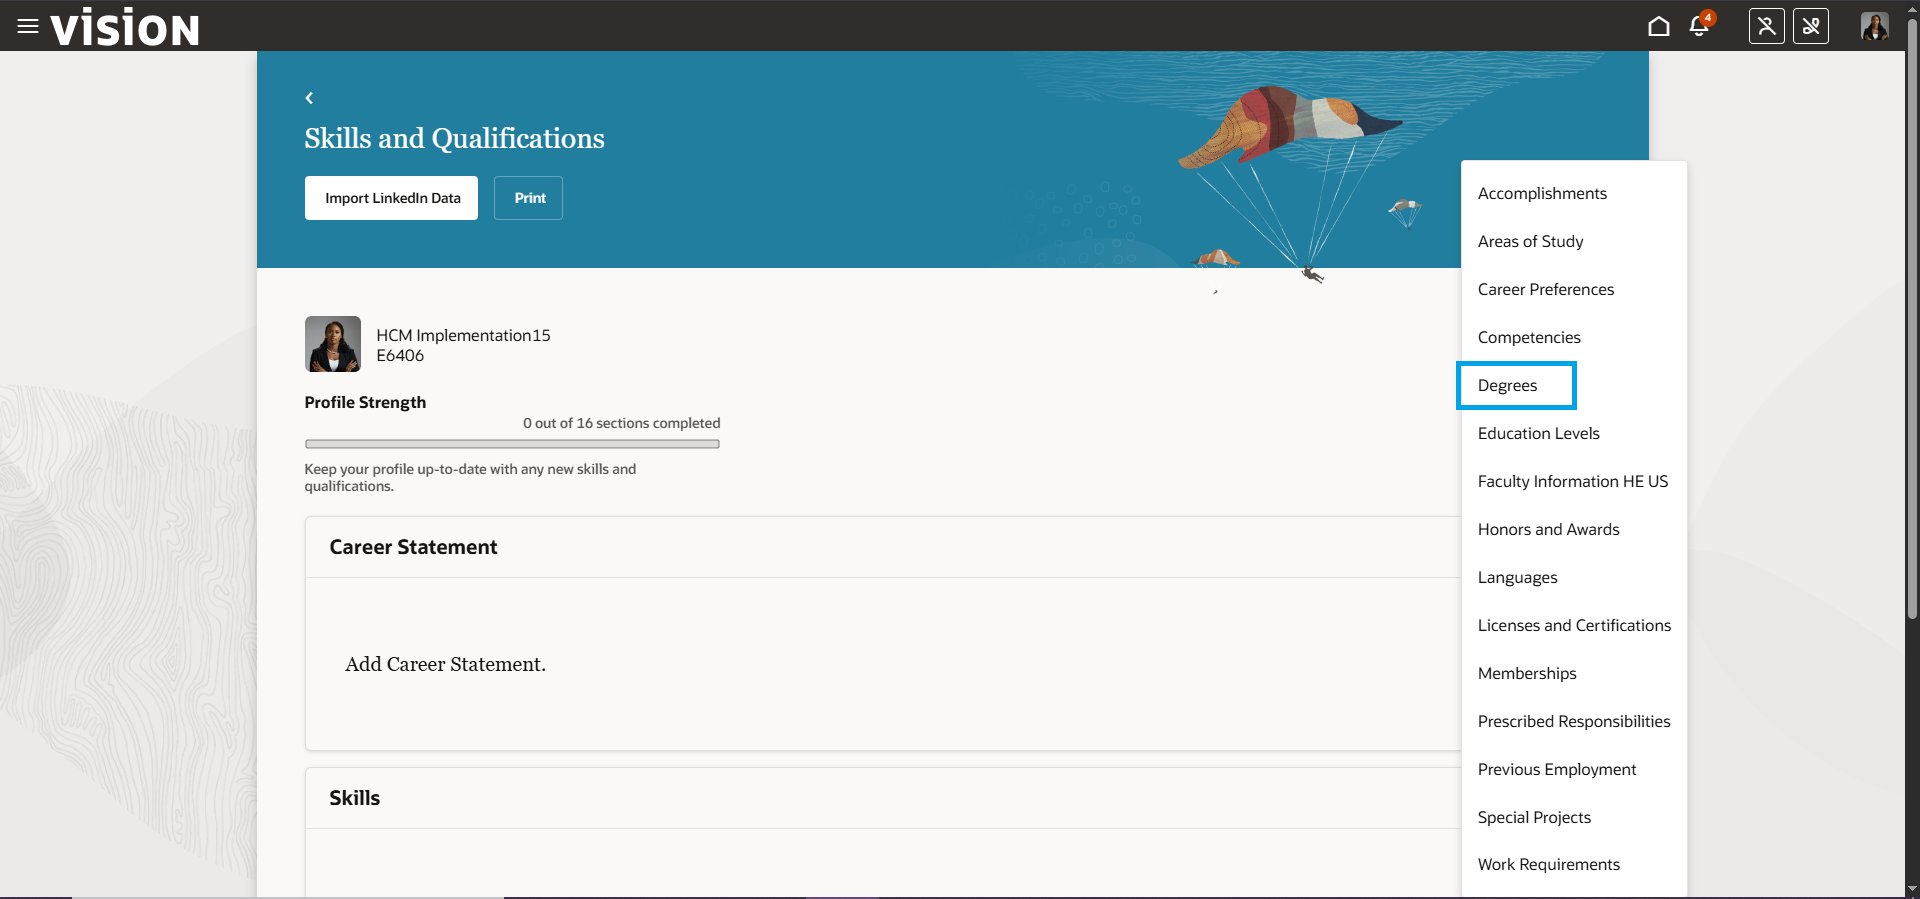 vision
4
Skills and Qualifications
Import LinkedIn Data
Print
HCM Implementation15
E6406
Profile Strength
0 out of 16 sections completed
Keep your profile up-to-date with any new skills and
qualifications.
Career Statement
Add Career Statement.
Skills
Accomplishments
Areas of Study
Career Preferences
Competencies
Degrees
Education Levels
Faculty Information HE US
Honors and Awards
Languages
Licenses and Certifications
Memberships
Prescribed Responsibilities
Previous Employment
Special Projects
Work Requirements